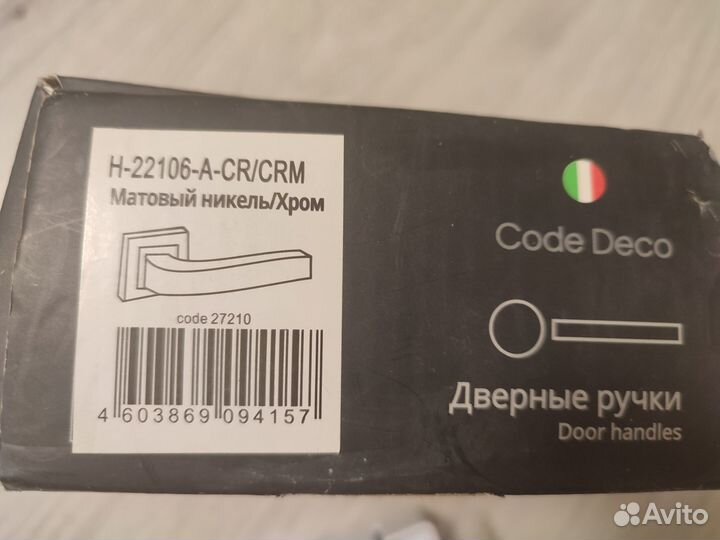 H-22106-A-CR/CRM
Матовый никель/Хром
code 27210
4 603869 094157
Code Deco
Дверные ручки
Door handles
Avito